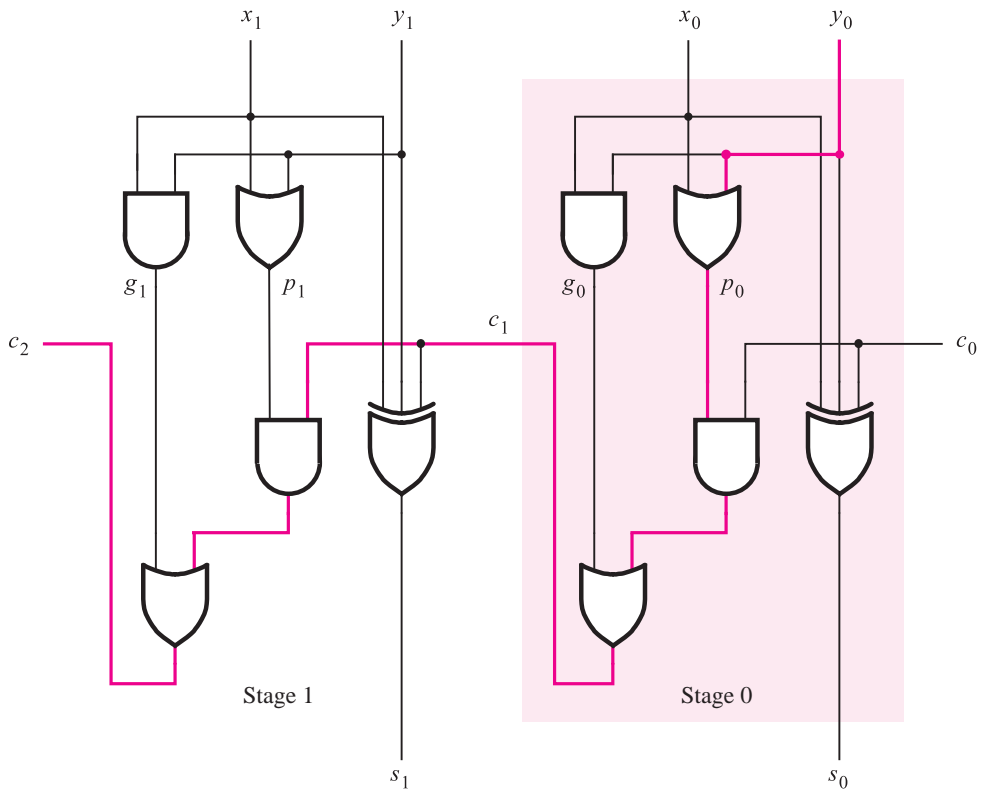 x₁ y₁ x₀ y₀
g₁ p₁ g₀ p₀
c₂ c₁ c₀
Stage 1 Stage 0
s₁ s₀